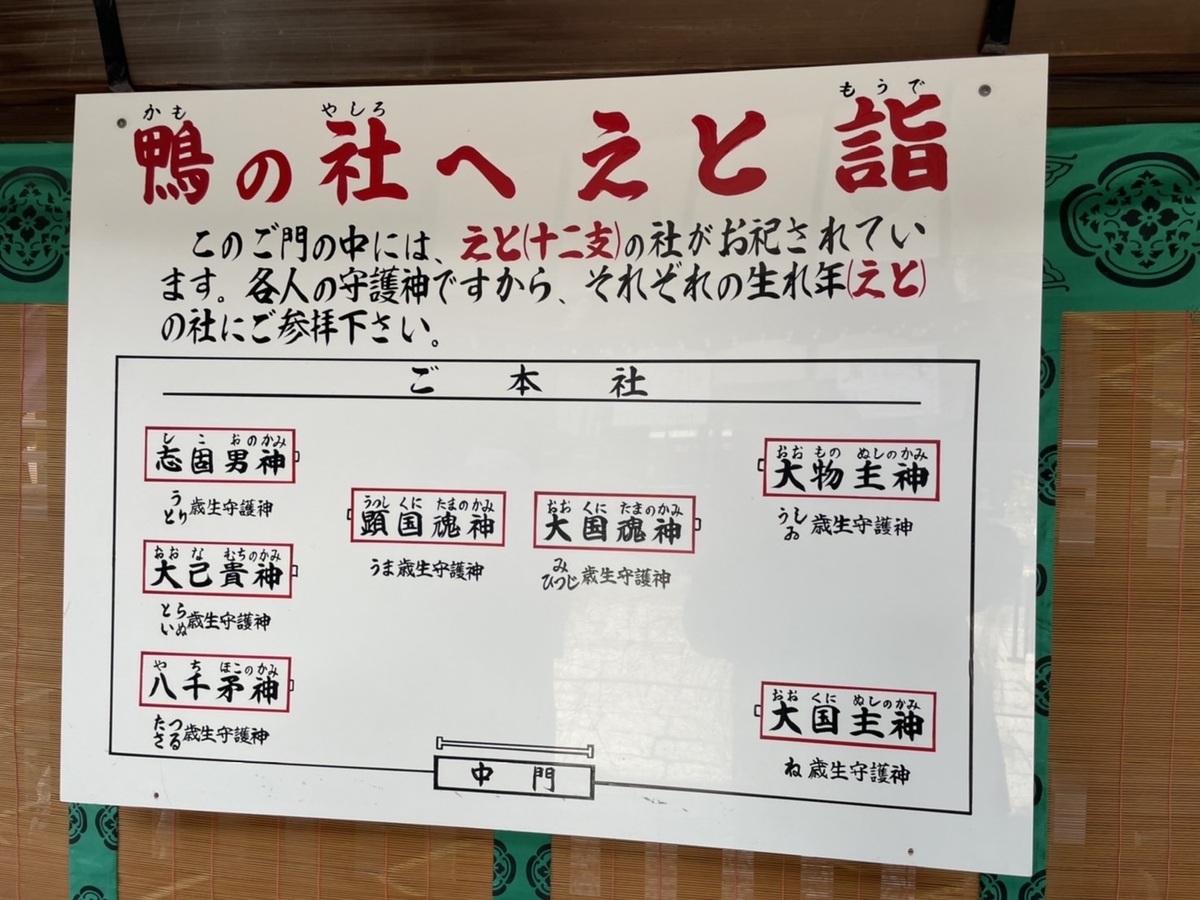 かも やしろ もうで
鴨の社へ えと 詣
このご門の中には、えと(十二支)の社がお祀されてい
ます。各人の守護神ですから、それぞれの生れ年(えと)
の社にご参拝下さい。
ご 本 社
しこおのかみ
志固男神
う
とり
歳生守護神
おおなむちのかみ
大己貴神
とら
いぬ
歳生守護神
やちほこのかみ
八千矛神
たつ
さる
歳生守護神
うつしくにたまのかみ
顕国魂神
うま歳生守護神
おおくにたまのかみ
大国魂神
み
ひつじ
歳生守護神
おおものぬしのかみ
大物主神
うし
ゐ
歳生守護神
おおくにぬしのかみ
大国主神
ね歳生守護神
中 門